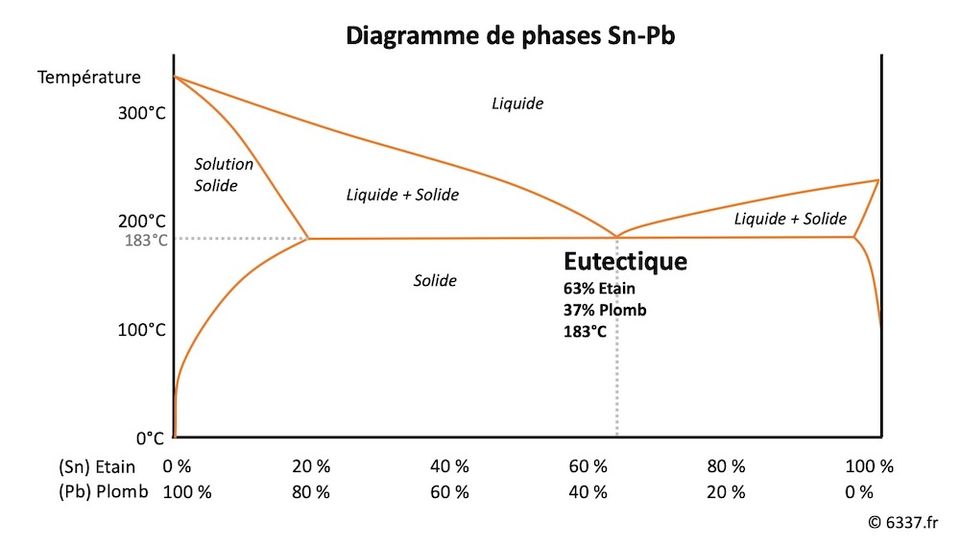 Diagramme de phases Sn-Pb
Température
300°C
200°C
183°C
100°C
0°C
Liquide
Solution
Solide
Liquide + Solide
Liquide + Solide
Solide
Eutectique
63% Etain
37% Plomb
183°C
(Sn) Etain 0 % 20 % 40 % 60 % 80 % 100 %
(Pb) Plomb 100 % 80 % 60 % 40 % 20 % 0 %
© 6337.fr